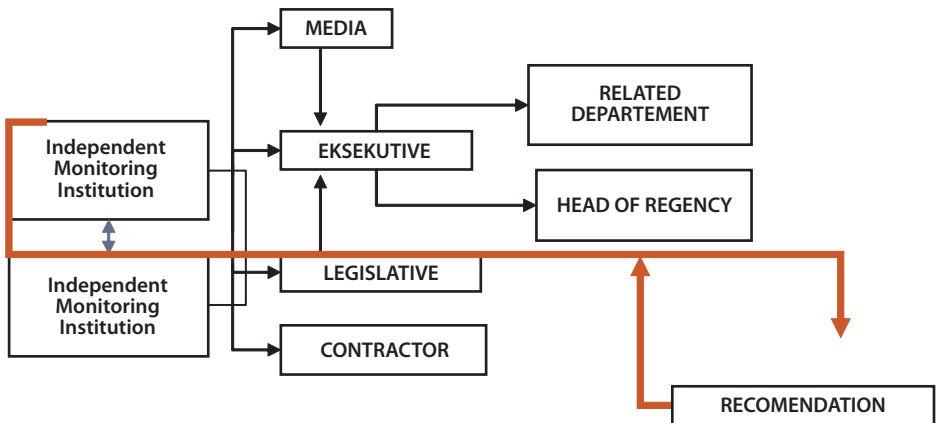 MEDIA
RELATED
DEPARTEMENT
Independent
Monitoring
Institution
EKSEKUTIVE
HEAD OF REGENCY
LEGISLATIVE
Independent
Monitoring
Institution
CONTRACTOR
RECOMENDATION